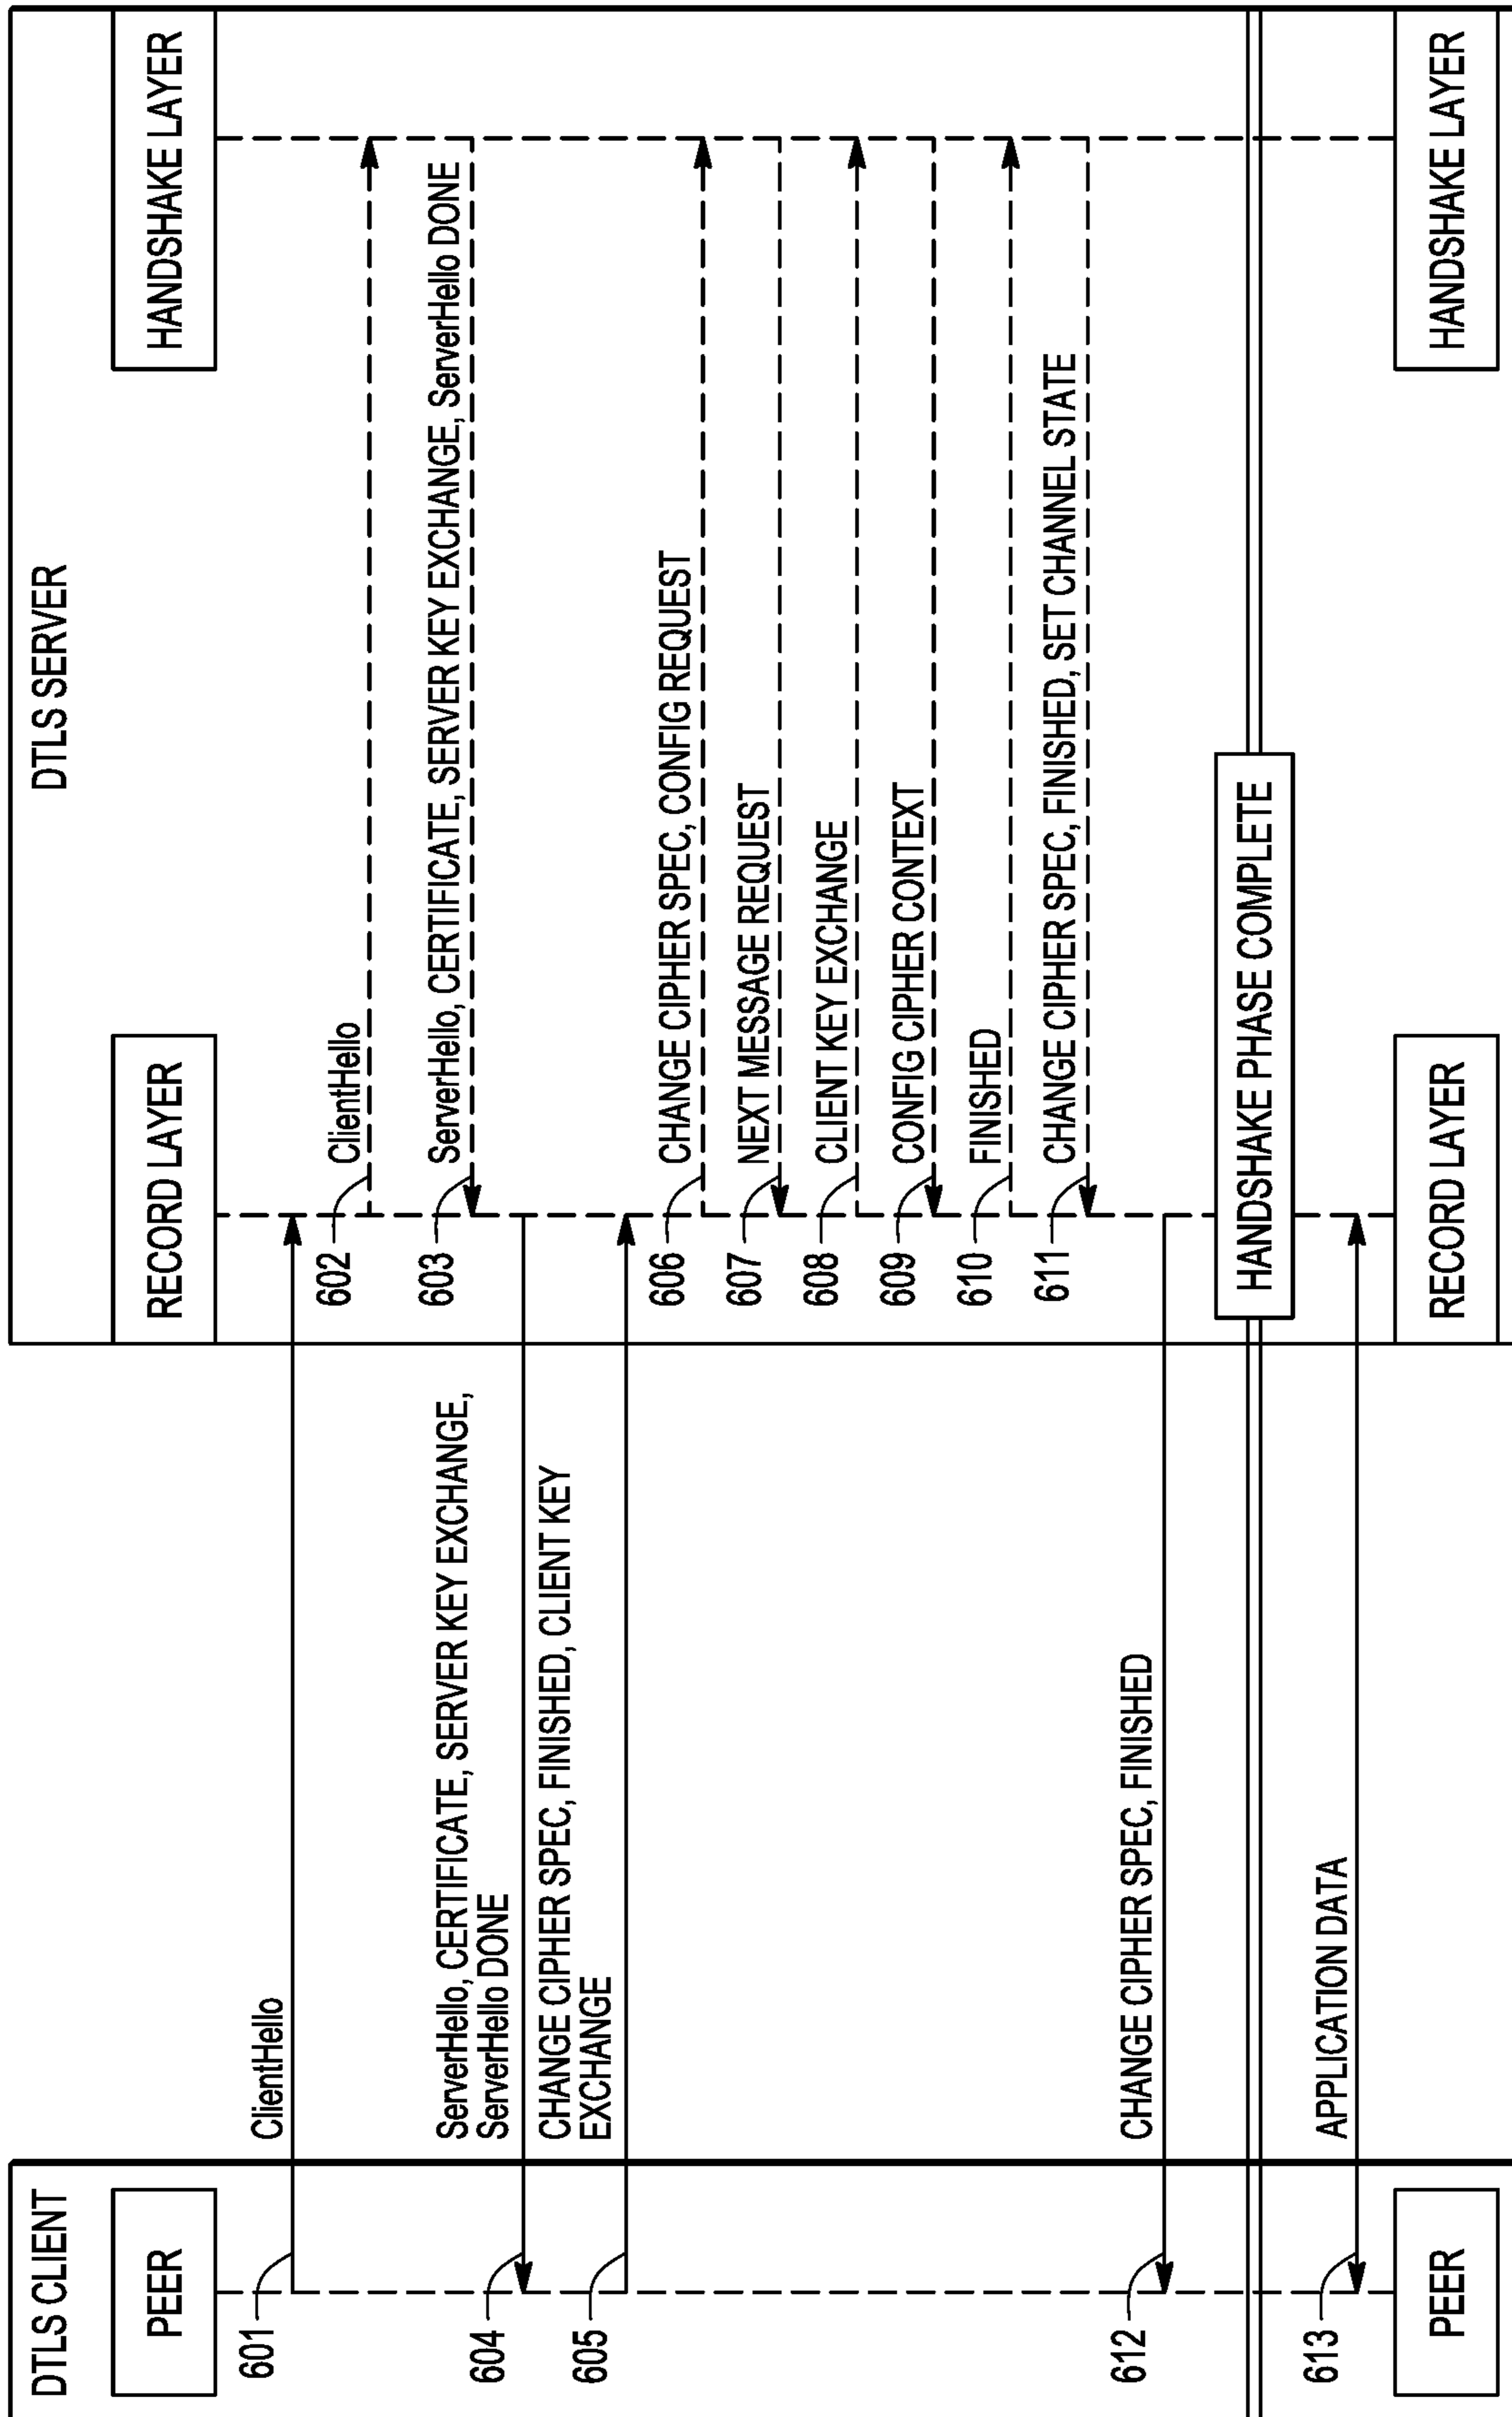 DTLS CLIENT
DTLS SERVER
PEER
RECORD LAYER
HANDSHAKE LAYER
601
ClientHello
602
ClientHello
603
ServerHello, CERTIFICATE, SERVER KEY EXCHANGE, ServerHello DONE
604
ServerHello, CERTIFICATE, SERVER KEY EXCHANGE,
ServerHello DONE
605
CHANGE CIPHER SPEC, FINISHED, CLIENT KEY
EXCHANGE
606
CHANGE CIPHER SPEC, CONFIG REQUEST
607
NEXT MESSAGE REQUEST
608
CLIENT KEY EXCHANGE
609
CONFIG CIPHER CONTEXT
610
FINISHED
611
CHANGE CIPHER SPEC, FINISHED, SET CHANNEL STATE
612
CHANGE CIPHER SPEC, FINISHED
HANDSHAKE PHASE COMPLETE
613
APPLICATION DATA
PEER
RECORD LAYER
HANDSHAKE LAYER